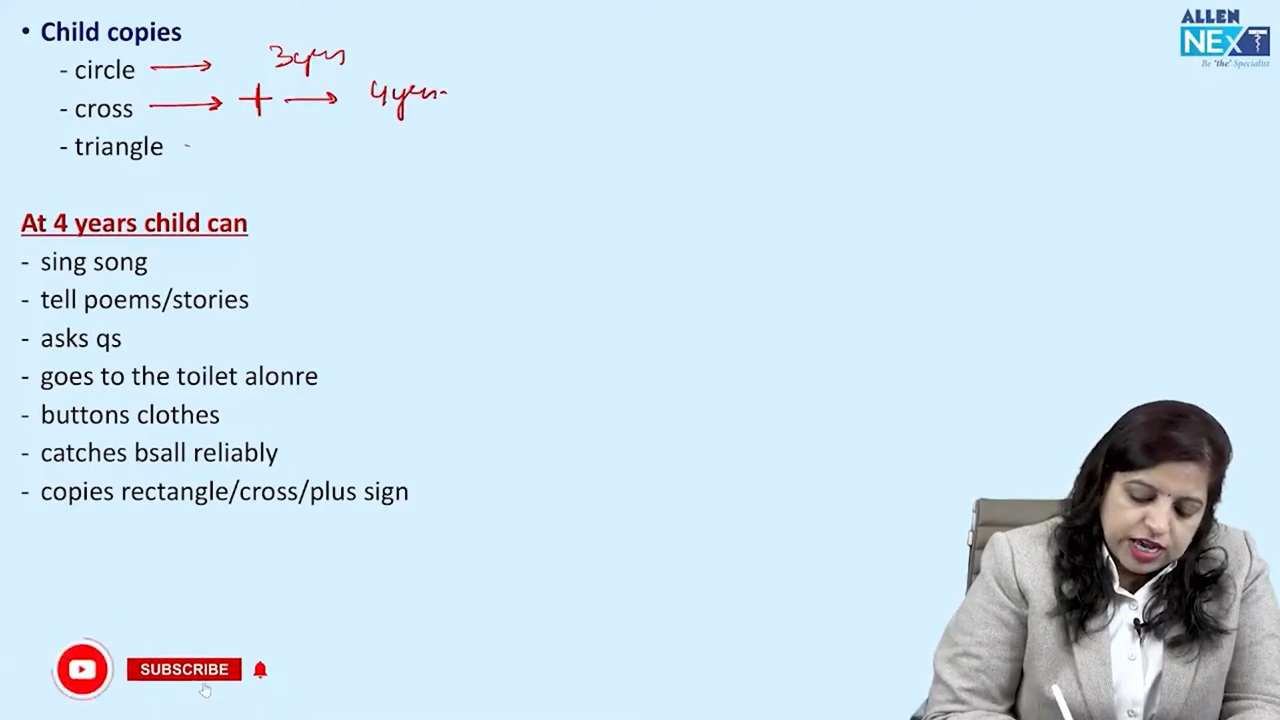 • Child copies
- circle → 3yrs
- cross → + → 4yrs
- triangle
At 4 years child can
- sing song
- tell poems/stories
- asks qs
- goes to the toilet alonre
- buttons clothes
- catches bsall reliably
- copies rectangle/cross/plus sign
ALLEN
NEXT
Be 'the' Specialist
SUBSCRIBE